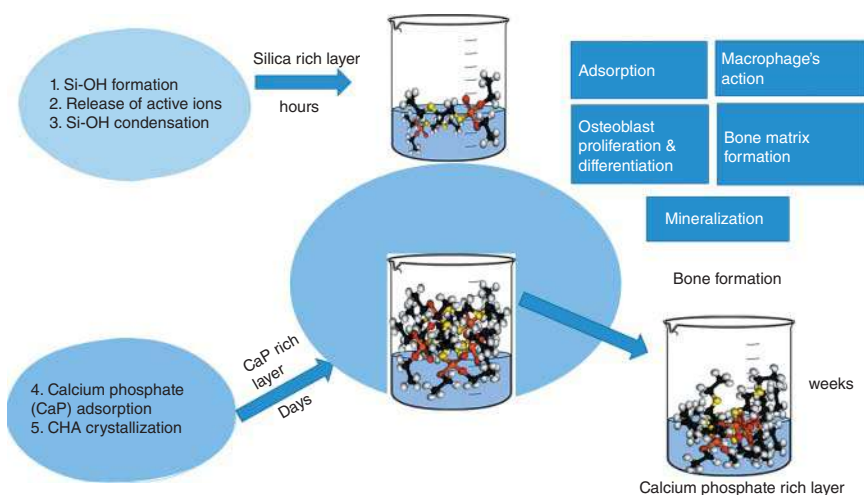 1. Si-OH formation
2. Release of active ions
3. Si-OH condensation
Silica rich layer
hours
Adsorption
Macrophage's
action
Osteoblast
proliferation &
differentiation
Bone matrix
formation
Mineralization
Bone formation
4. Calcium phosphate
(CaP) adsorption
5. CHA crystallization
CaP rich
layer
Days
weeks
Calcium phosphate rich layer